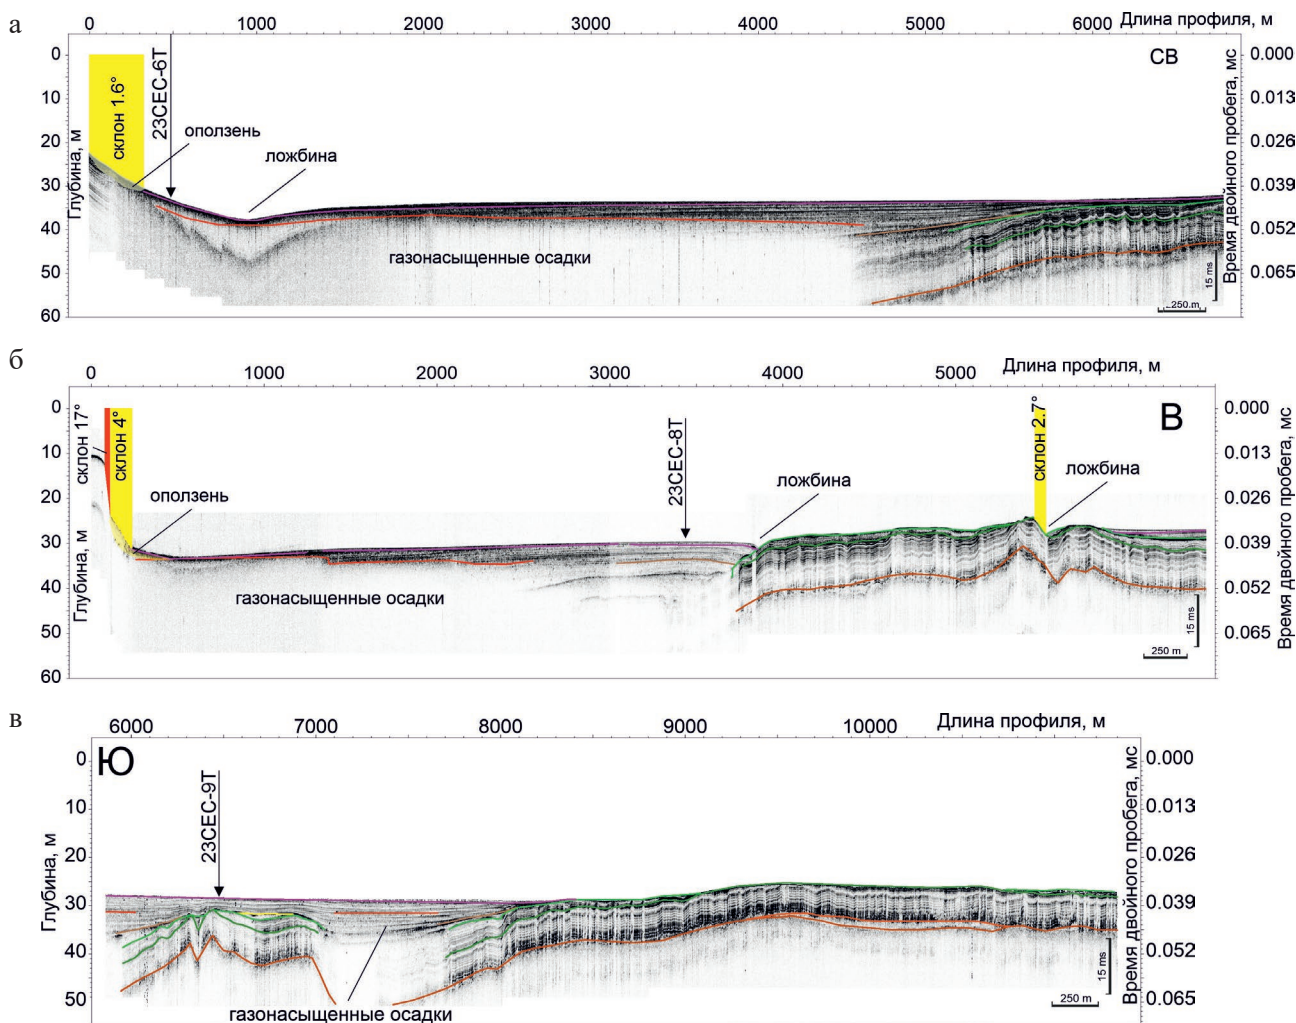 а
0 1000 2000 3000 4000 5000 6000 Длина профиля, м
СВ
Глубина, м
0
10
20
30
40
50
60
склон 1.6°
23СЕС-6Т
оползень
ложбина
газонасыщенные осадки
Время двойного пробега, мс
0.000
0.013
0.026
0.039
0.052
0.065
15 ms
250 m
б
0 1000 2000 3000 4000 5000 Длина профиля, м
В
Глубина, м
0
10
20
30
40
50
60
склон 17°
склон 4°
оползень
газонасыщенные осадки
23СЕС-8Т
ложбина
склон 2.7°
ложбина
Время двойного пробега, мс
0.000
0.013
0.026
0.039
0.052
0.065
15 ms
250 m
в
6000 7000 8000 9000 10000 Длина профиля, м
Ю
Глубина, м
0
10
20
30
40
50
23СЕС-9Т
газонасыщенные осадки
Время двойного пробега, мс
0.000
0.013
0.026
0.039
0.052
0.065
15 ms
250 m